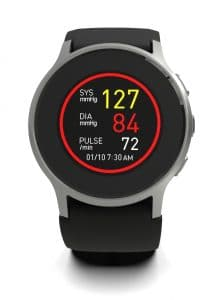 SYS
mmHg 127
DIA
mmHg 84
PULSE
/min 72
01/10 7:30 AM